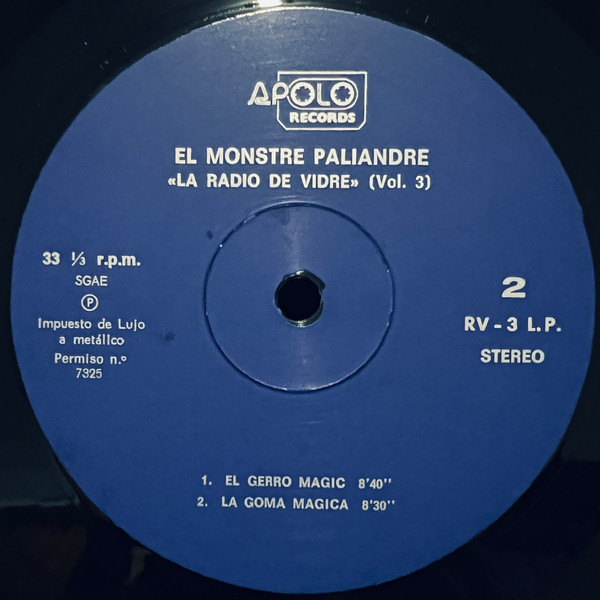 APOLO
RECORDS
EL MONSTRE PALIANDRE
«LA RADIO DE VIDRE» (Vol. 3)
33 ⅓ r.p.m.
SGAE
Ⓟ
Impuesto de Lujo
a metálico
Permiso n.º
7325
2
RV - 3 L.P.
STEREO
1. EL GERRO MAGIC 8'40''
2. LA GOMA MAGICA 8'30''